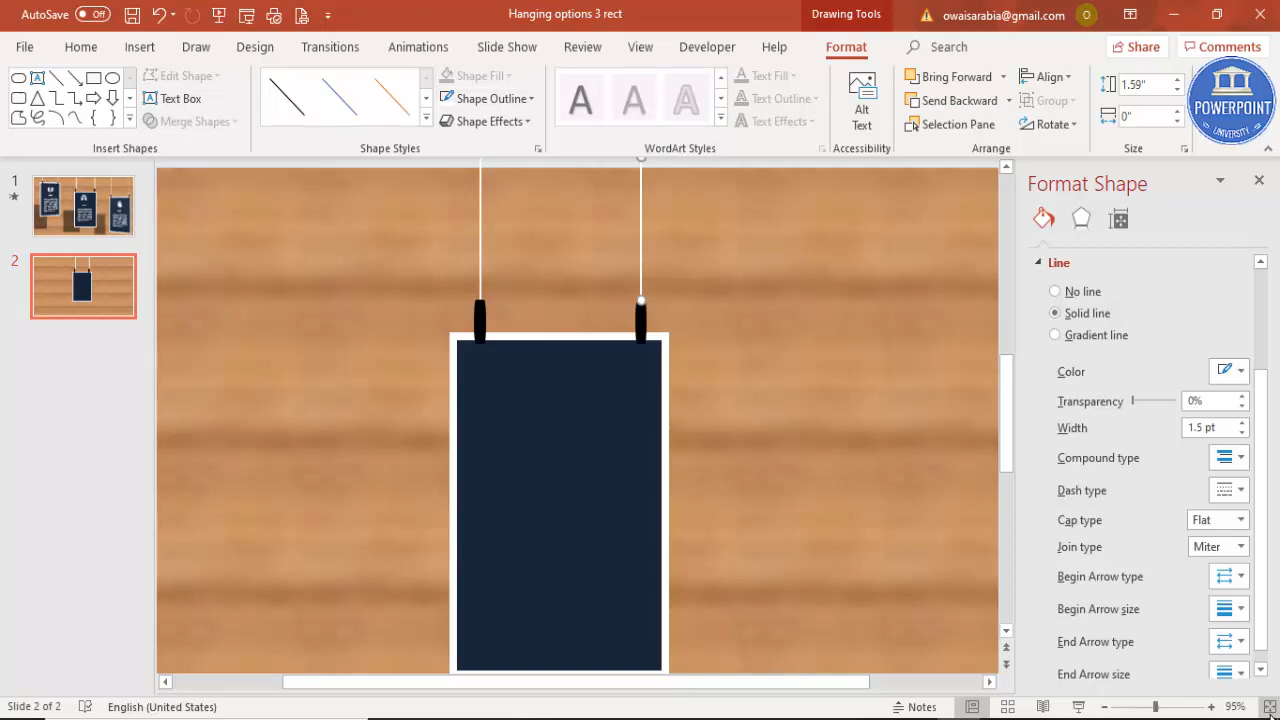 AutoSave Off
Hanging options 3 rect
Drawing Tools
owaisarabia@gmail.com O
File Home Insert Draw Design Transitions Animations Slide Show Review View Developer Help Format Search Share Comments
Edit Shape
Text Box
Merge Shapes
Insert Shapes
Shape Fill
Shape Outline
Shape Effects
Shape Styles
A A A
Text Fill
Text Outline
Text Effects
WordArt Styles
Alt
Text
Accessibility
Bring Forward
Send Backward
Selection Pane
Align
Group
Rotate
Arrange
1.59"
0"
Size
POWERPOINT
UNIVERSITY
1
2
Format Shape
Line
No line
Solid line
Gradient line
Color
Transparency 0%
Width 1.5 pt
Compound type
Dash type
Cap type Flat
Join type Miter
Begin Arrow type
Begin Arrow size
End Arrow type
End Arrow size
Slide 2 of 2 English (United States) Notes 95%